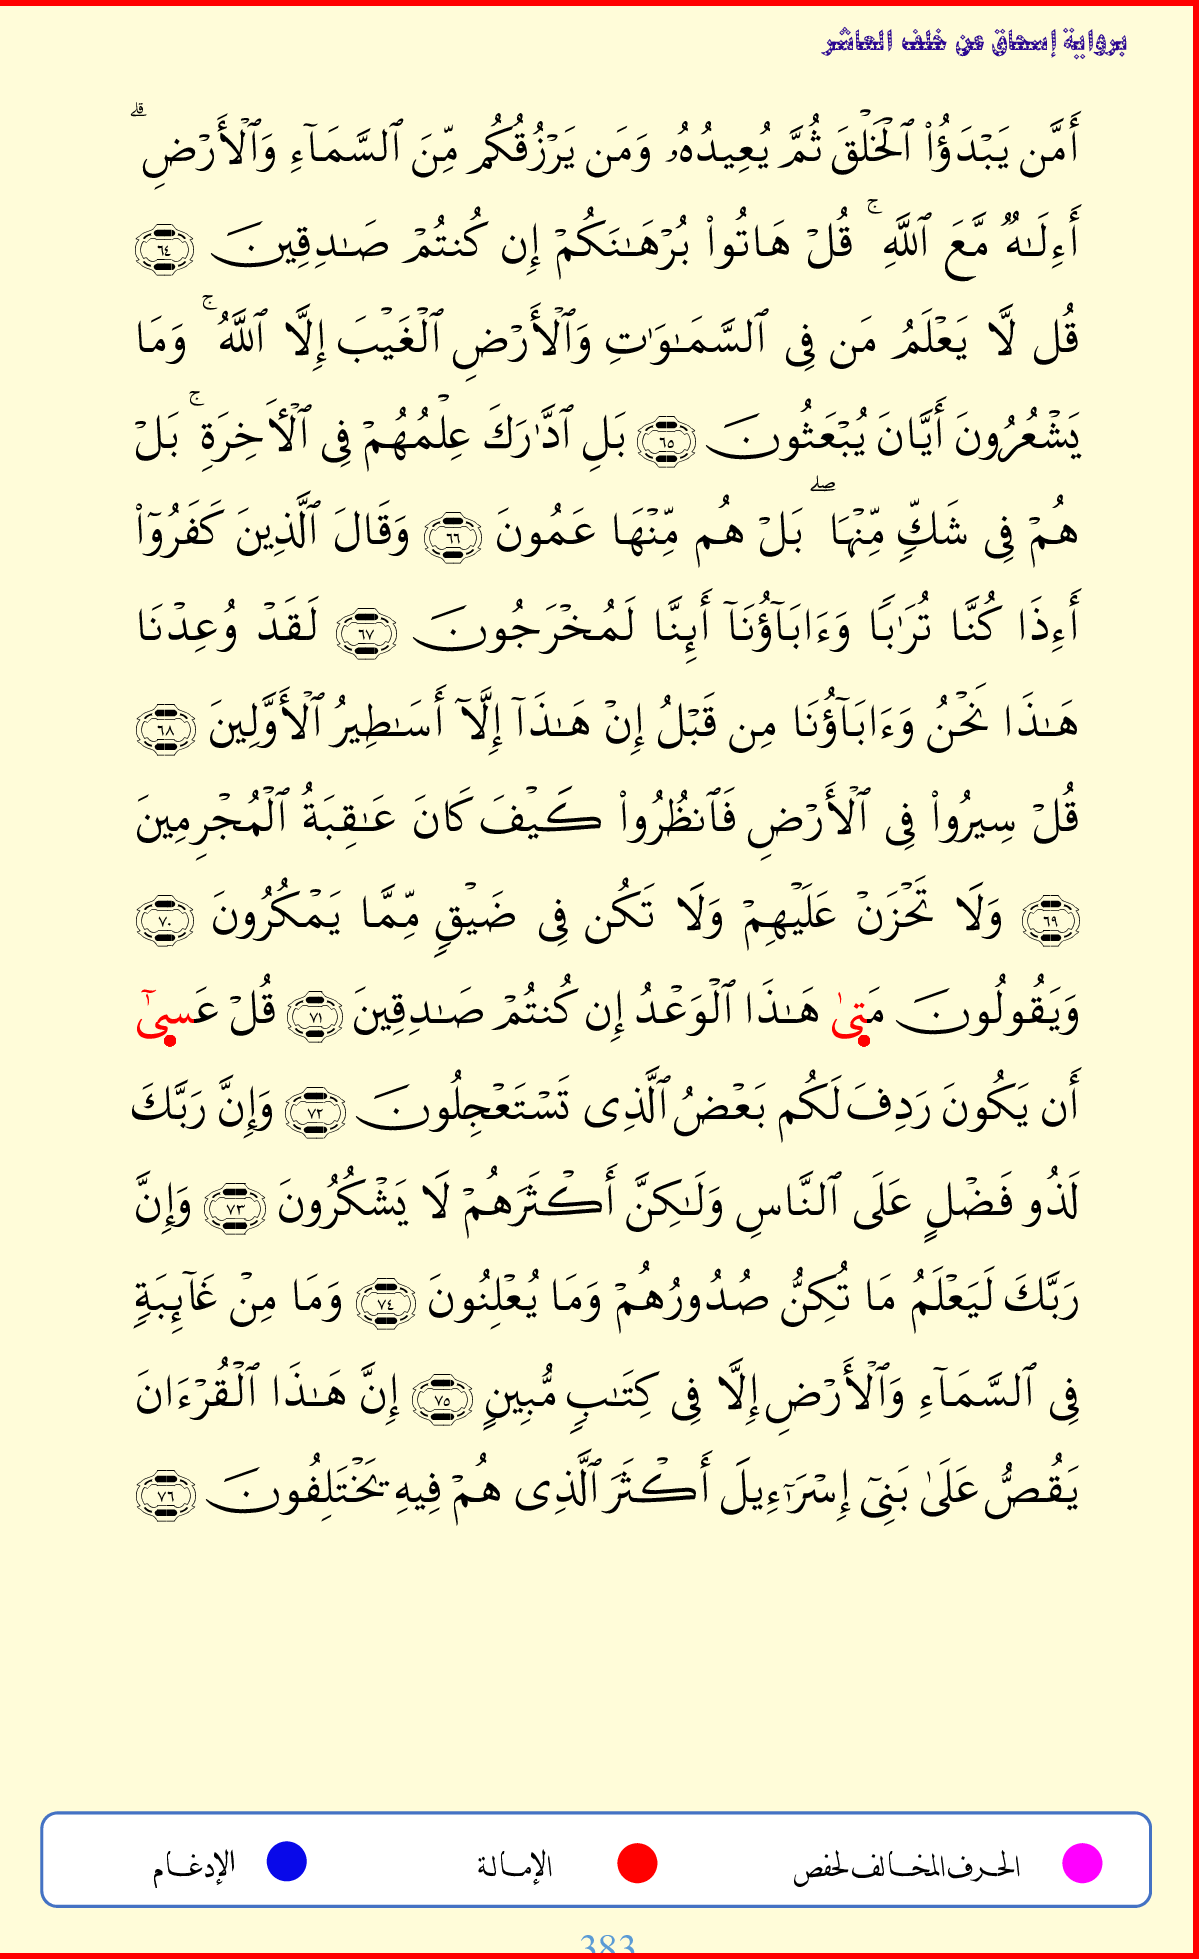 برواية إسحاق عن خلف العاشر
أَمَّن يَبْدَؤُا۟ ٱلْخَلْقَ ثُمَّ يُعِيدُهُۥ وَمَن يَرْزُقُكُم مِّنَ ٱلسَّمَآءِ وَٱلْأَرْضِ ۗ
أَءِلَـٰهٌ مَّعَ ٱللَّهِ ۚ قُلْ هَاتُوا۟ بُرْهَـٰنَكُمْ إِن كُنتُمْ صَـٰدِقِينَ ٦٤
قُل لَّا يَعْلَمُ مَن فِى ٱلسَّمَـٰوَٰتِ وَٱلْأَرْضِ ٱلْغَيْبَ إِلَّا ٱللَّهُ ۚ وَمَا
يَشْعُرُونَ أَيَّانَ يُبْعَثُونَ ٦٥ بَلِ ٱدَّٰرَكَ عِلْمُهُمْ فِى ٱلْـَٔاخِرَةِ ۚ بَلْ
هُمْ فِى شَكٍّ مِّنْهَا ۖ بَلْ هُم مِّنْهَا عَمُونَ ٦٦ وَقَالَ ٱلَّذِينَ كَفَرُوٓا۟
أَءِذَا كُنَّا تُرَٰبًا وَءَابَآؤُنَآ أَئِنَّا لَمُخْرَجُونَ ٦٧ لَقَدْ وُعِدْنَا
هَـٰذَا نَحْنُ وَءَابَآؤُنَا مِن قَبْلُ إِنْ هَـٰذَآ إِلَّآ أَسَـٰطِيرُ ٱلْأَوَّلِينَ ٦٨
قُلْ سِيرُوا۟ فِى ٱلْأَرْضِ فَٱنظُرُوا۟ كَيْفَ كَانَ عَـٰقِبَةُ ٱلْمُجْرِمِينَ
٦٩ وَلَا تَحْزَنْ عَلَيْهِمْ وَلَا تَكُن فِى ضَيْقٍ مِّمَّا يَمْكُرُونَ ٧٠
وَيَقُولُونَ مَتىٰ هَـٰذَا ٱلْوَعْدُ إِن كُنتُمْ صَـٰدِقِينَ ٧١ قُلْ عَسىٰٓ
أَن يَكُونَ رَدِفَ لَكُم بَعْضُ ٱلَّذِى تَسْتَعْجِلُونَ ٧٢ وَإِنَّ رَبَّكَ
لَذُو فَضْلٍ عَلَى ٱلنَّاسِ وَلَـٰكِنَّ أَكْثَرَهُمْ لَا يَشْكُرُونَ ٧٣ وَإِنَّ
رَبَّكَ لَيَعْلَمُ مَا تُكِنُّ صُدُورُهُمْ وَمَا يُعْلِنُونَ ٧٤ وَمَا مِنْ غَآئِبَةٍ
فِى ٱلسَّمَآءِ وَٱلْأَرْضِ إِلَّا فِى كِتَـٰبٍ مُّبِينٍ ٧٥ إِنَّ هَـٰذَا ٱلْقُرْءَانَ
يَقُصُّ عَلَىٰ بَنِىٓ إِسْرَٰٓءِيلَ أَكْثَرَ ٱلَّذِى هُمْ فِيهِ يَخْتَلِفُونَ ٧٦
الحرف المخالف لحفص الإمالة الإدغام
383